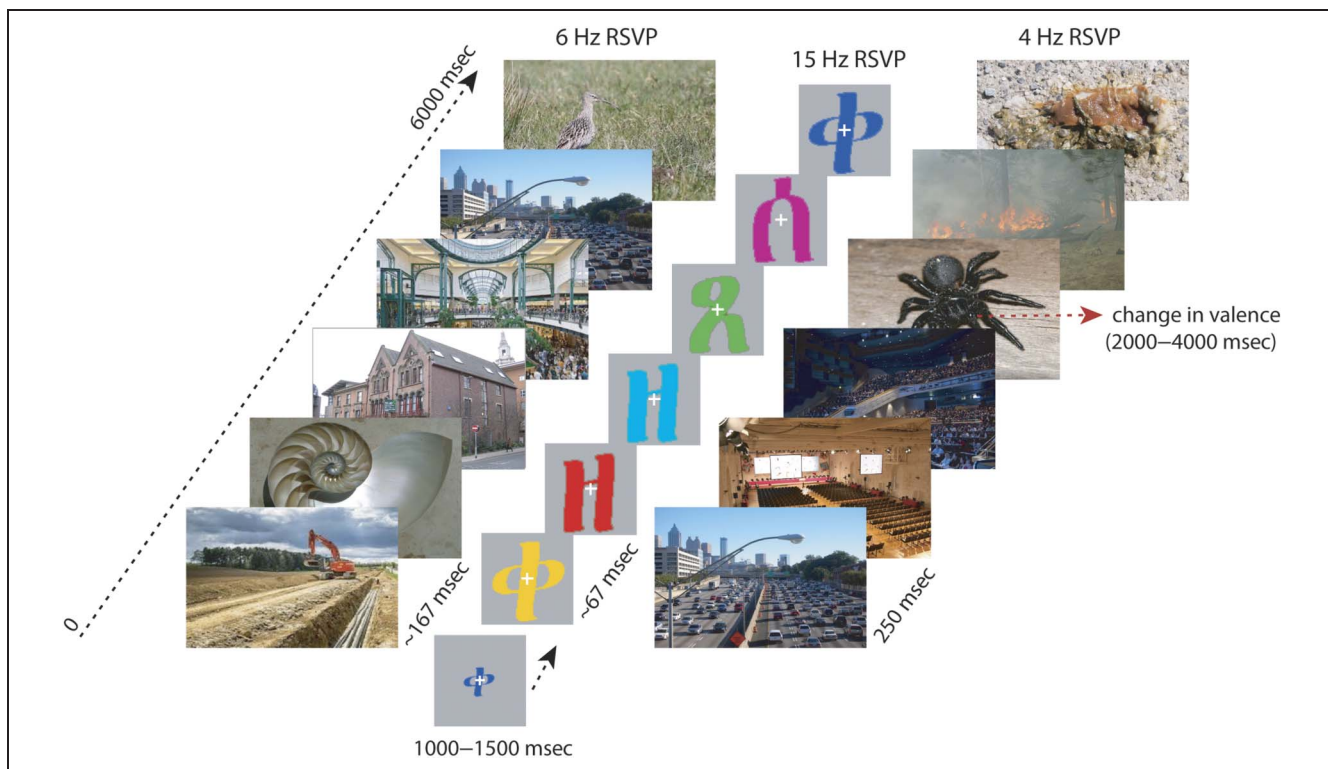 6 Hz RSVP
15 Hz RSVP
4 Hz RSVP
6000 msec
change in valence
(2000–4000 msec)
0
~167 msec
~67 msec
250 msec
1000–1500 msec